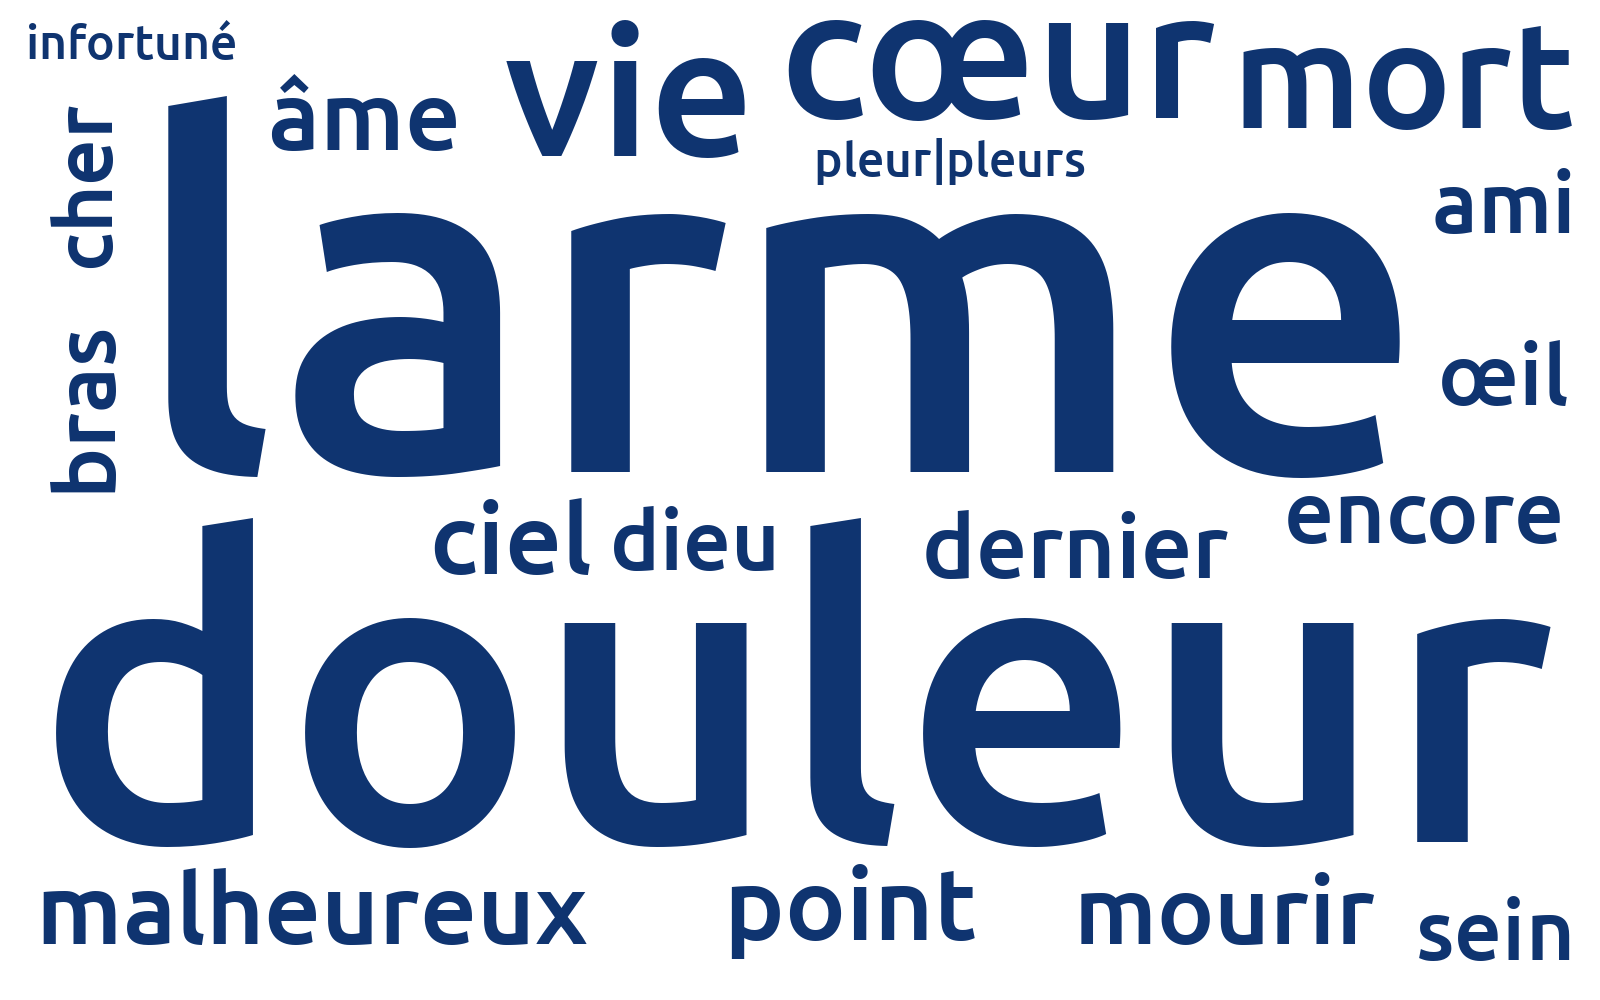 infortuné
âme
vie
cœur
mort
pleur|pleurs
cher
ami
larme
œil
bras
encore
ciel
dieu
dernier
douleur
malheureux
point
mourir
sein